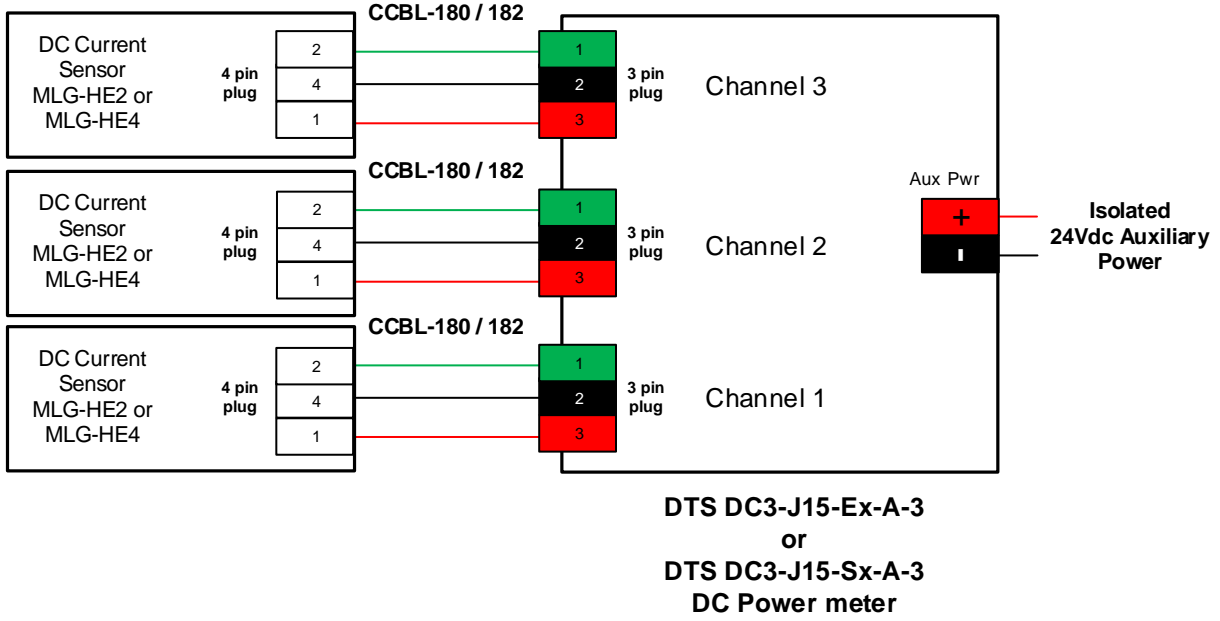 CCBL-180 / 182
DC Current
Sensor
MLG-HE2 or
MLG-HE4
4 pin
plug
2
4
1
1
2
3
3 pin
plug
Channel 3
CCBL-180 / 182
DC Current
Sensor
MLG-HE2 or
MLG-HE4
4 pin
plug
2
4
1
1
2
3
3 pin
plug
Channel 2
Aux Pwr
+
-
Isolated
24Vdc Auxiliary
Power
CCBL-180 / 182
DC Current
Sensor
MLG-HE2 or
MLG-HE4
4 pin
plug
2
4
1
1
2
3
3 pin
plug
Channel 1
DTS DC3-J15-Ex-A-3
or
DTS DC3-J15-Sx-A-3
DC Power meter